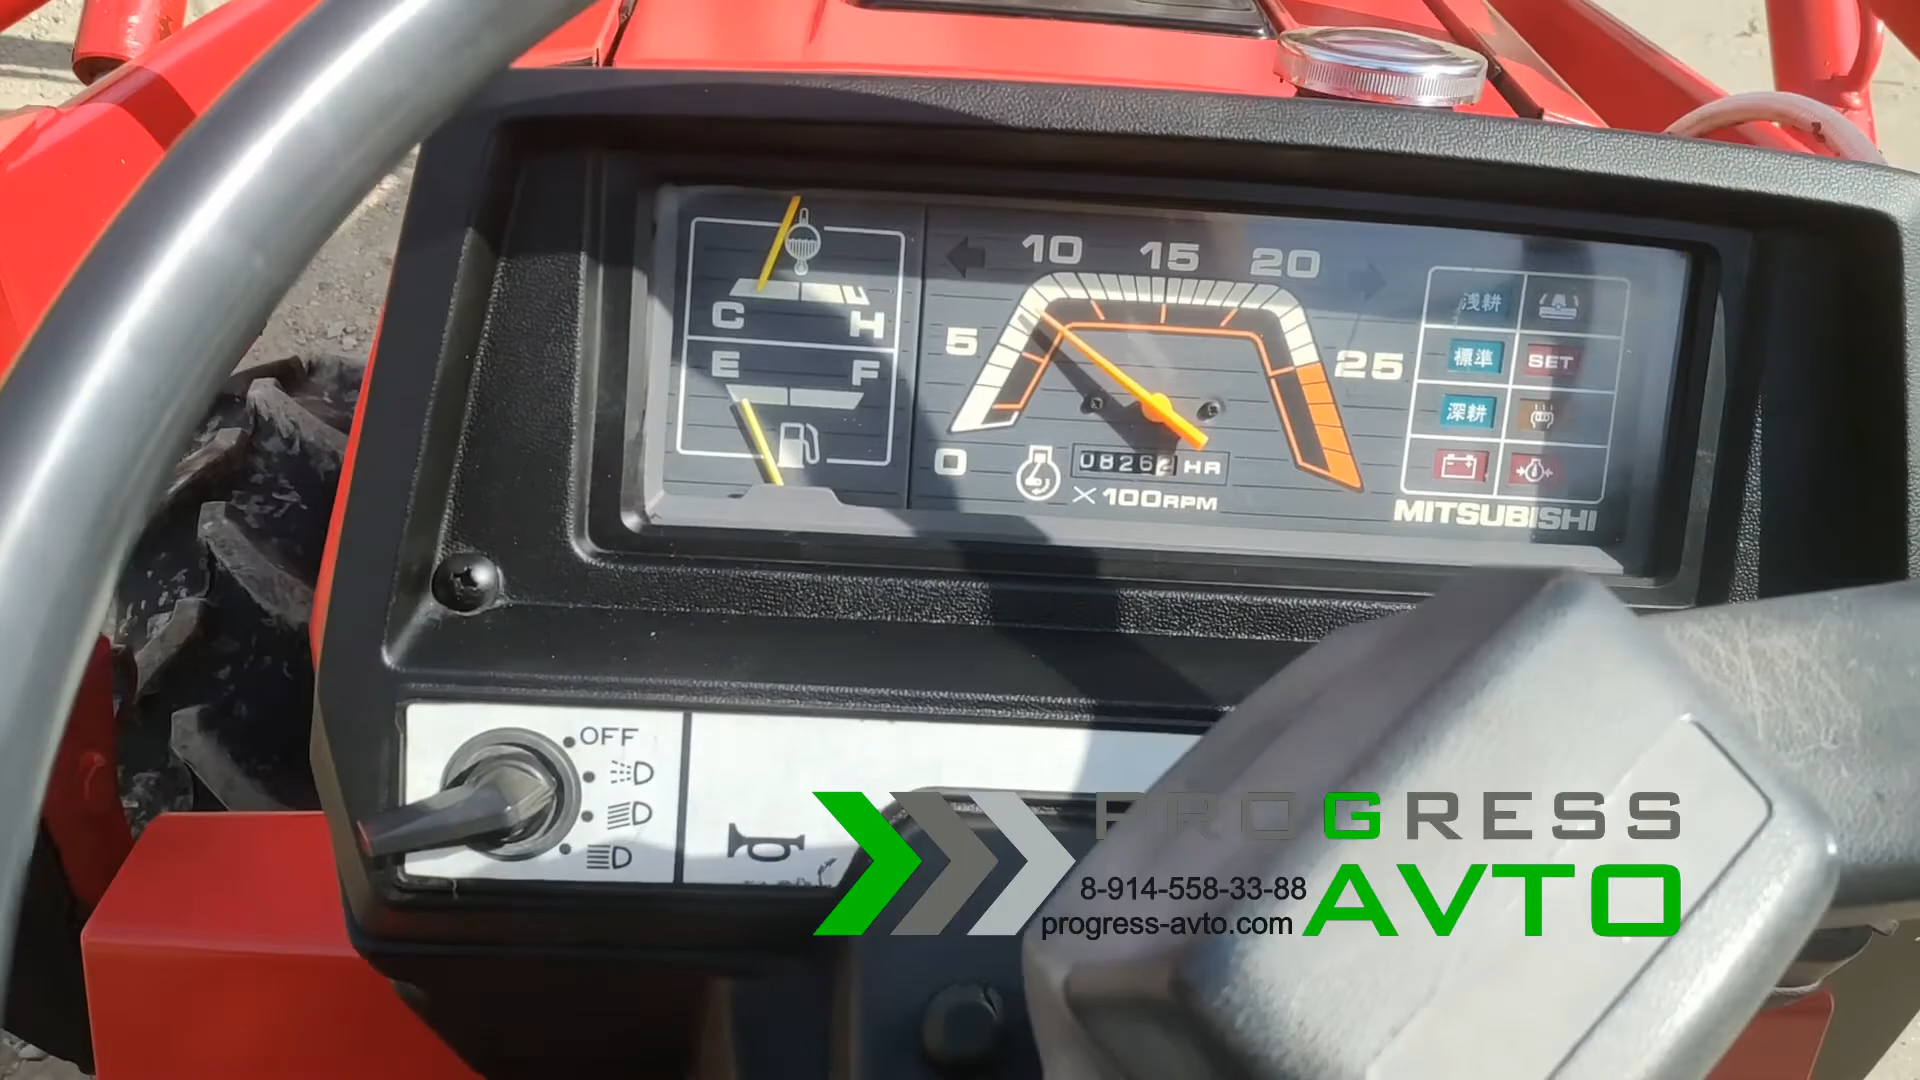 10 15 20
C H
5
25
E F
0
08262 HR
× 100RPM
浅耕
標準 SET
深耕
MITSUBISHI
OFF
PROGRESS
AVTO
8-914-558-33-88
progress-avto.com